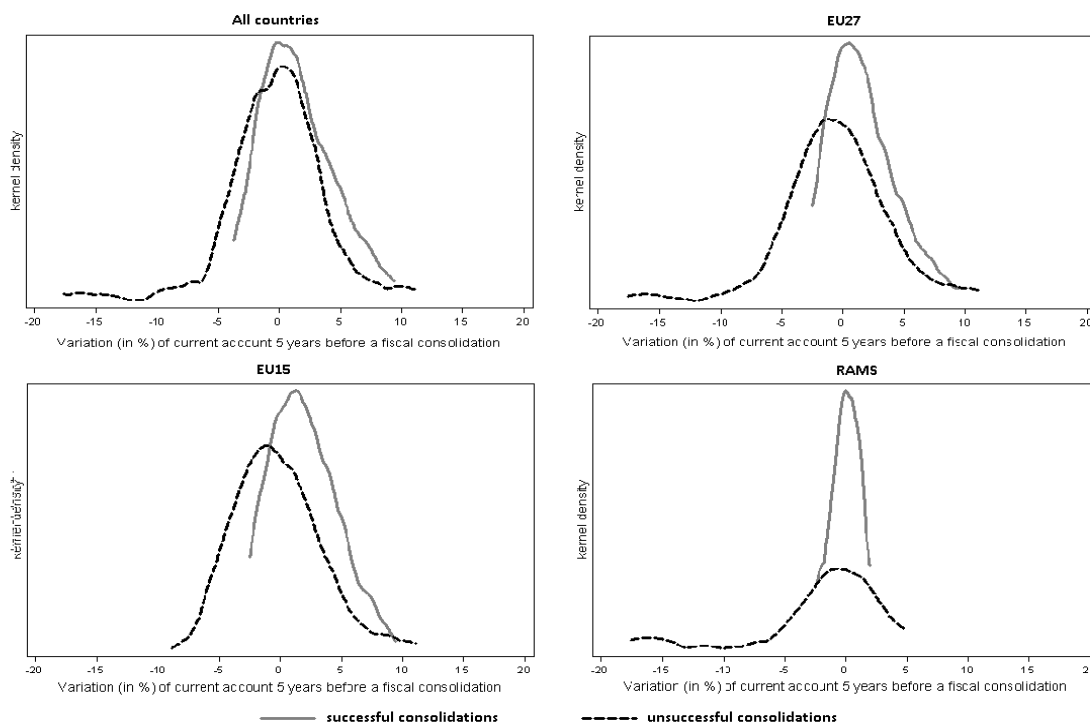 All countries
kernel density
-20 -15 -10 -5 0 5 10 15 20
Variation (in %) of current account 5 years before a fiscal consolidation
EU27
kernel density
-20 -15 -10 -5 0 5 10 15 20
Variation (in %) of current account 5 years before a fiscal consolidation
EU15
kernel density
-20 -15 -10 -5 0 5 10 15 20
Variation (in %) of current account 5 years before a fiscal consolidation
RAMS
kernel density
-20 -15 -10 -5 0 5 10 15 20
Variation (in %) of current account 5 years before a fiscal consolidation
successful consolidations
unsuccessful consolidations